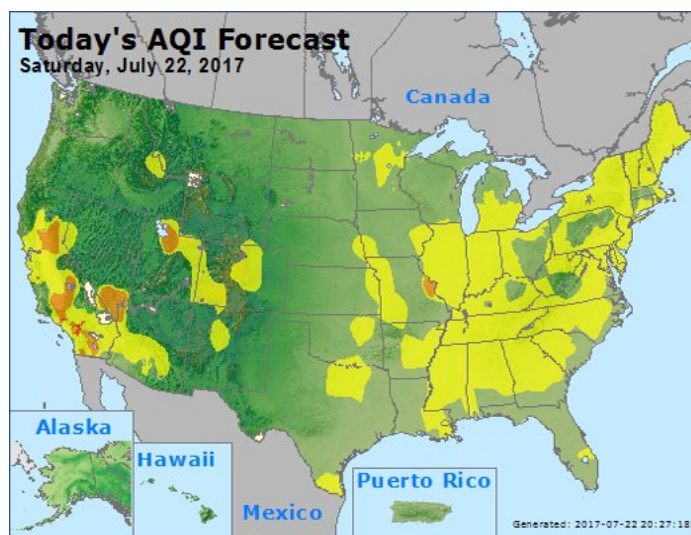 Today's AQI Forecast
Saturday, July 22, 2017
Canada
Alaska
Hawaii
Mexico
Puerto Rico
Generated: 2017-07-22 20:27:18Z